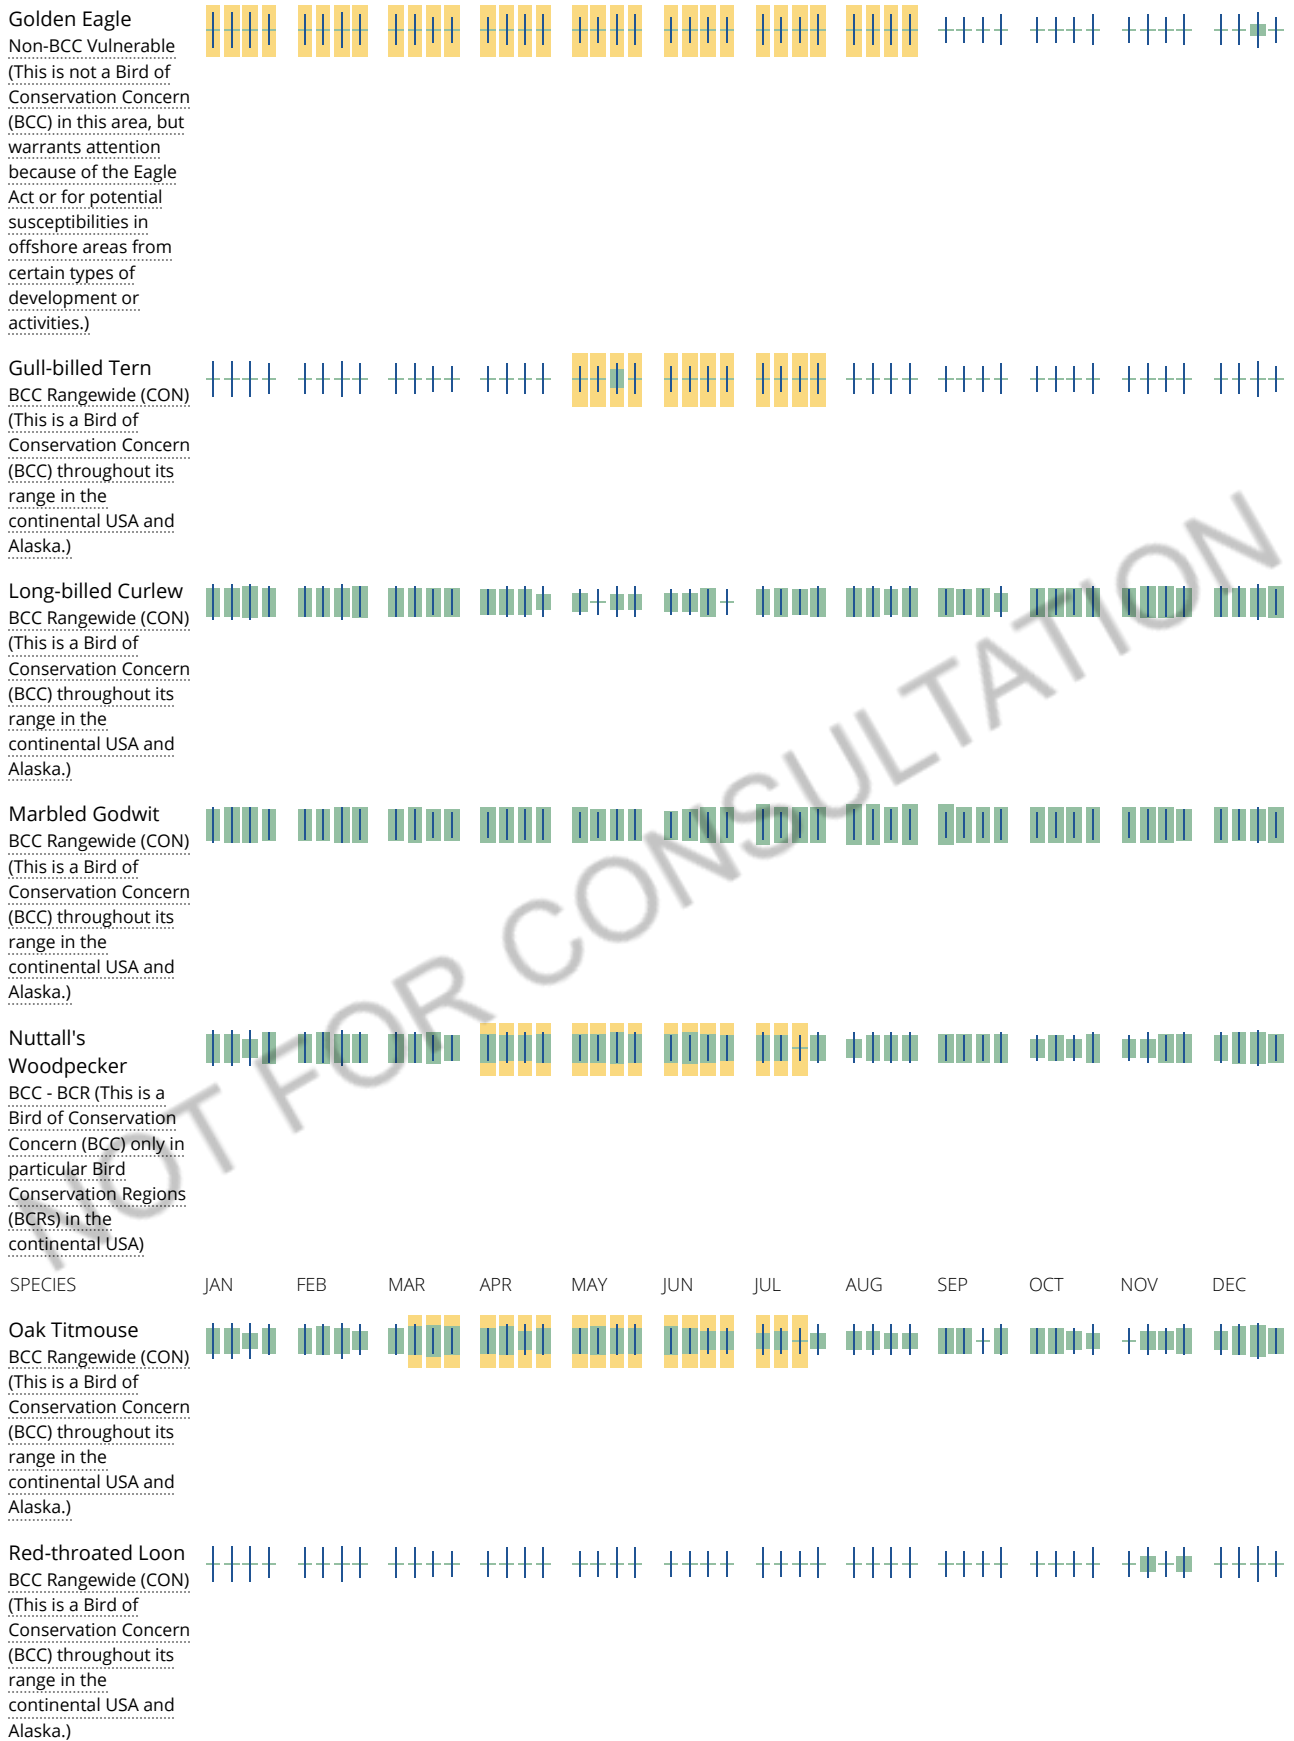 Golden Eagle
Non-BCC Vulnerable
(This is not a Bird of
Conservation Concern
(BCC) in this area, but
warrants attention
because of the Eagle
Act or for potential
susceptibilities in
offshore areas from
certain types of
development or
activities.)
Gull-billed Tern
BCC Rangewide (CON)
(This is a Bird of
Conservation Concern
(BCC) throughout its
range in the
continental USA and
Alaska.)
Long-billed Curlew
BCC Rangewide (CON)
(This is a Bird of
Conservation Concern
(BCC) throughout its
range in the
continental USA and
Alaska.)
Marbled Godwit
BCC Rangewide (CON)
(This is a Bird of
Conservation Concern
(BCC) throughout its
range in the
continental USA and
Alaska.)
Nuttall's
Woodpecker
BCC - BCR (This is a
Bird of Conservation
Concern (BCC) only in
particular Bird
Conservation Regions
(BCRs) in the
continental USA)
SPECIES JAN FEB MAR APR MAY JUN JUL AUG SEP OCT NOV DEC
Oak Titmouse
BCC Rangewide (CON)
(This is a Bird of
Conservation Concern
(BCC) throughout its
range in the
continental USA and
Alaska.)
Red-throated Loon
BCC Rangewide (CON)
(This is a Bird of
Conservation Concern
(BCC) throughout its
range in the
continental USA and
Alaska.)
NOT FOR CONSULTATION